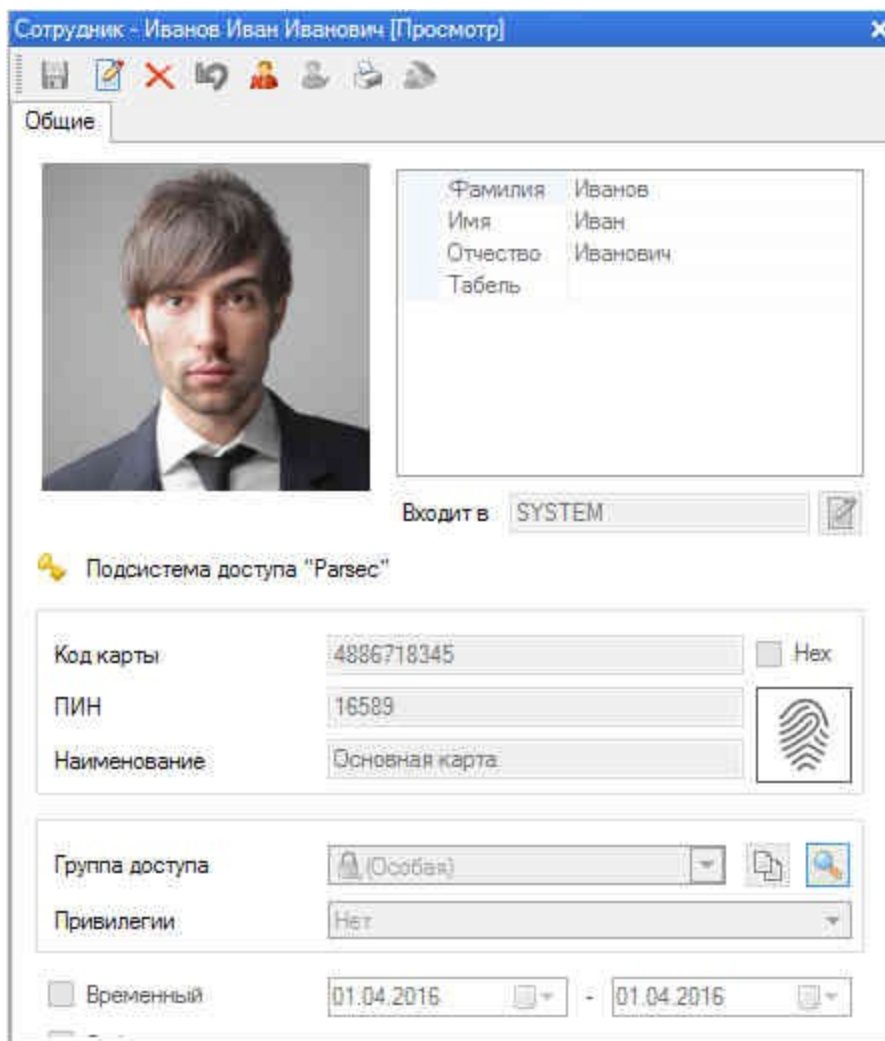 Сотрудник - Иванов Иван Иванович [Просмотр]
Общие
Фамилия Иванов
Имя Иван
Отчество Иванович
Табель
Входит в SYSTEM
Подсистема доступа "Parsec"
Код карты 4886718345 Hex
ПИН 16589
Наименование Основная карта
Группа доступа (Особая)
Привилегии Нет
Временный 01.04.2016 - 01.04.2016